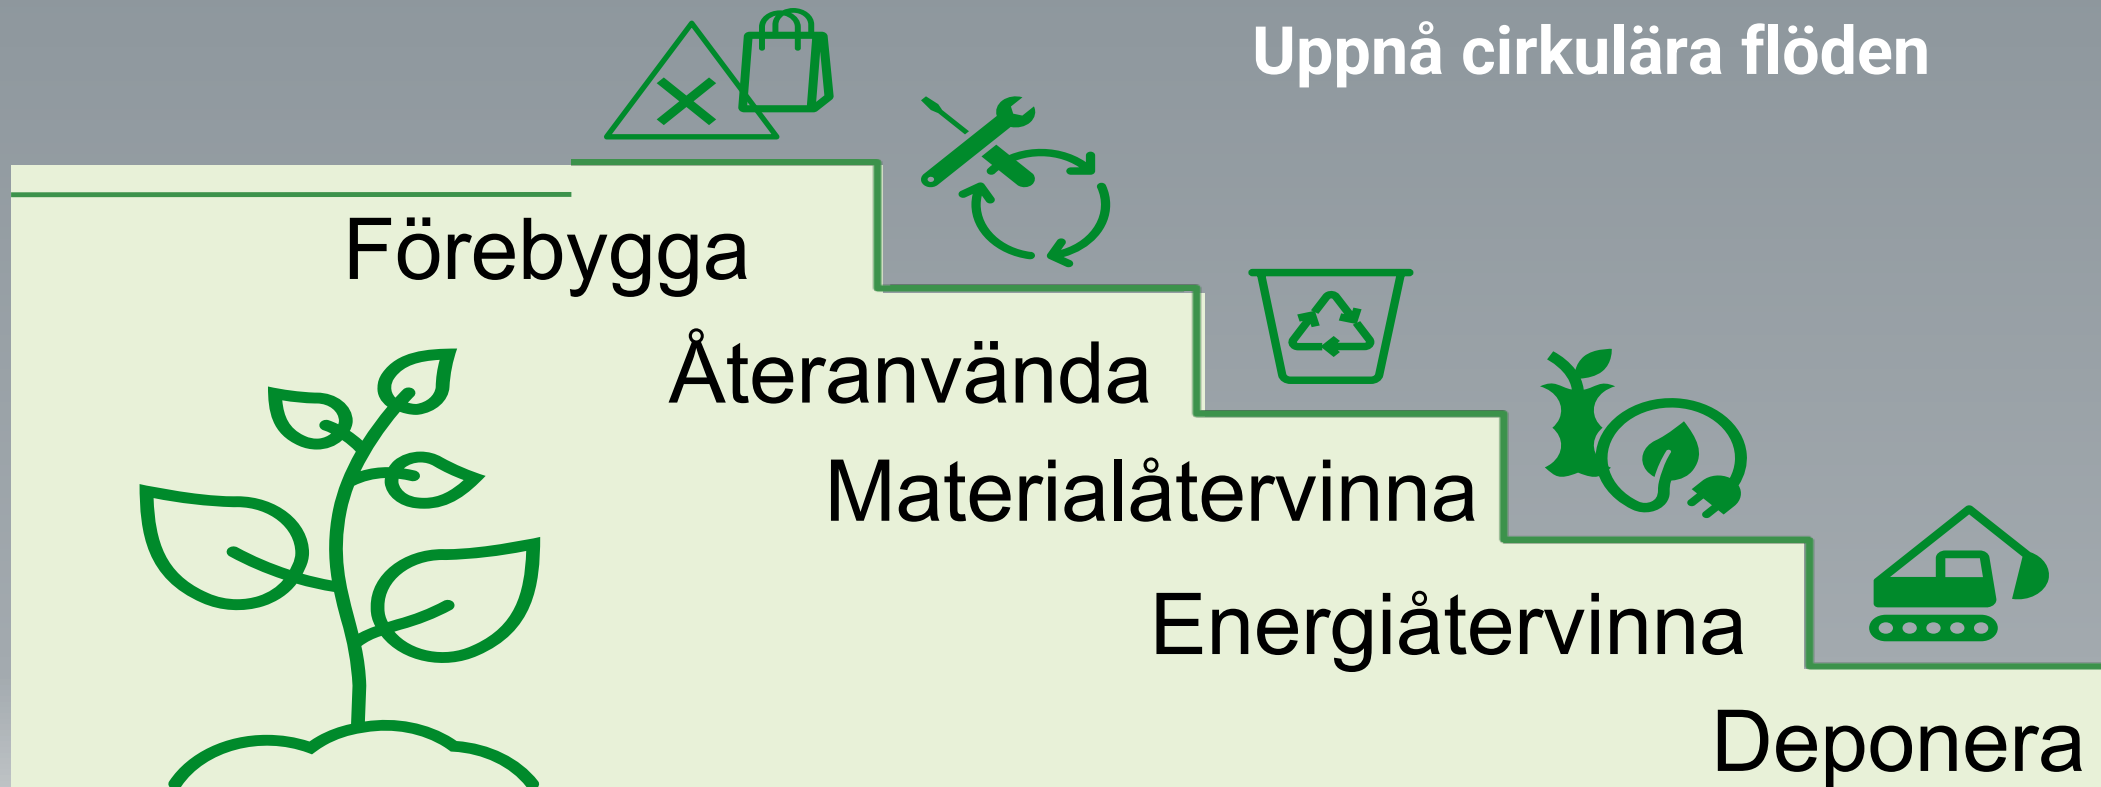 Uppnå cirkulära flöden
Förebygga
Återanvända
Materialåtervinna
Energiåtervinna
Deponera